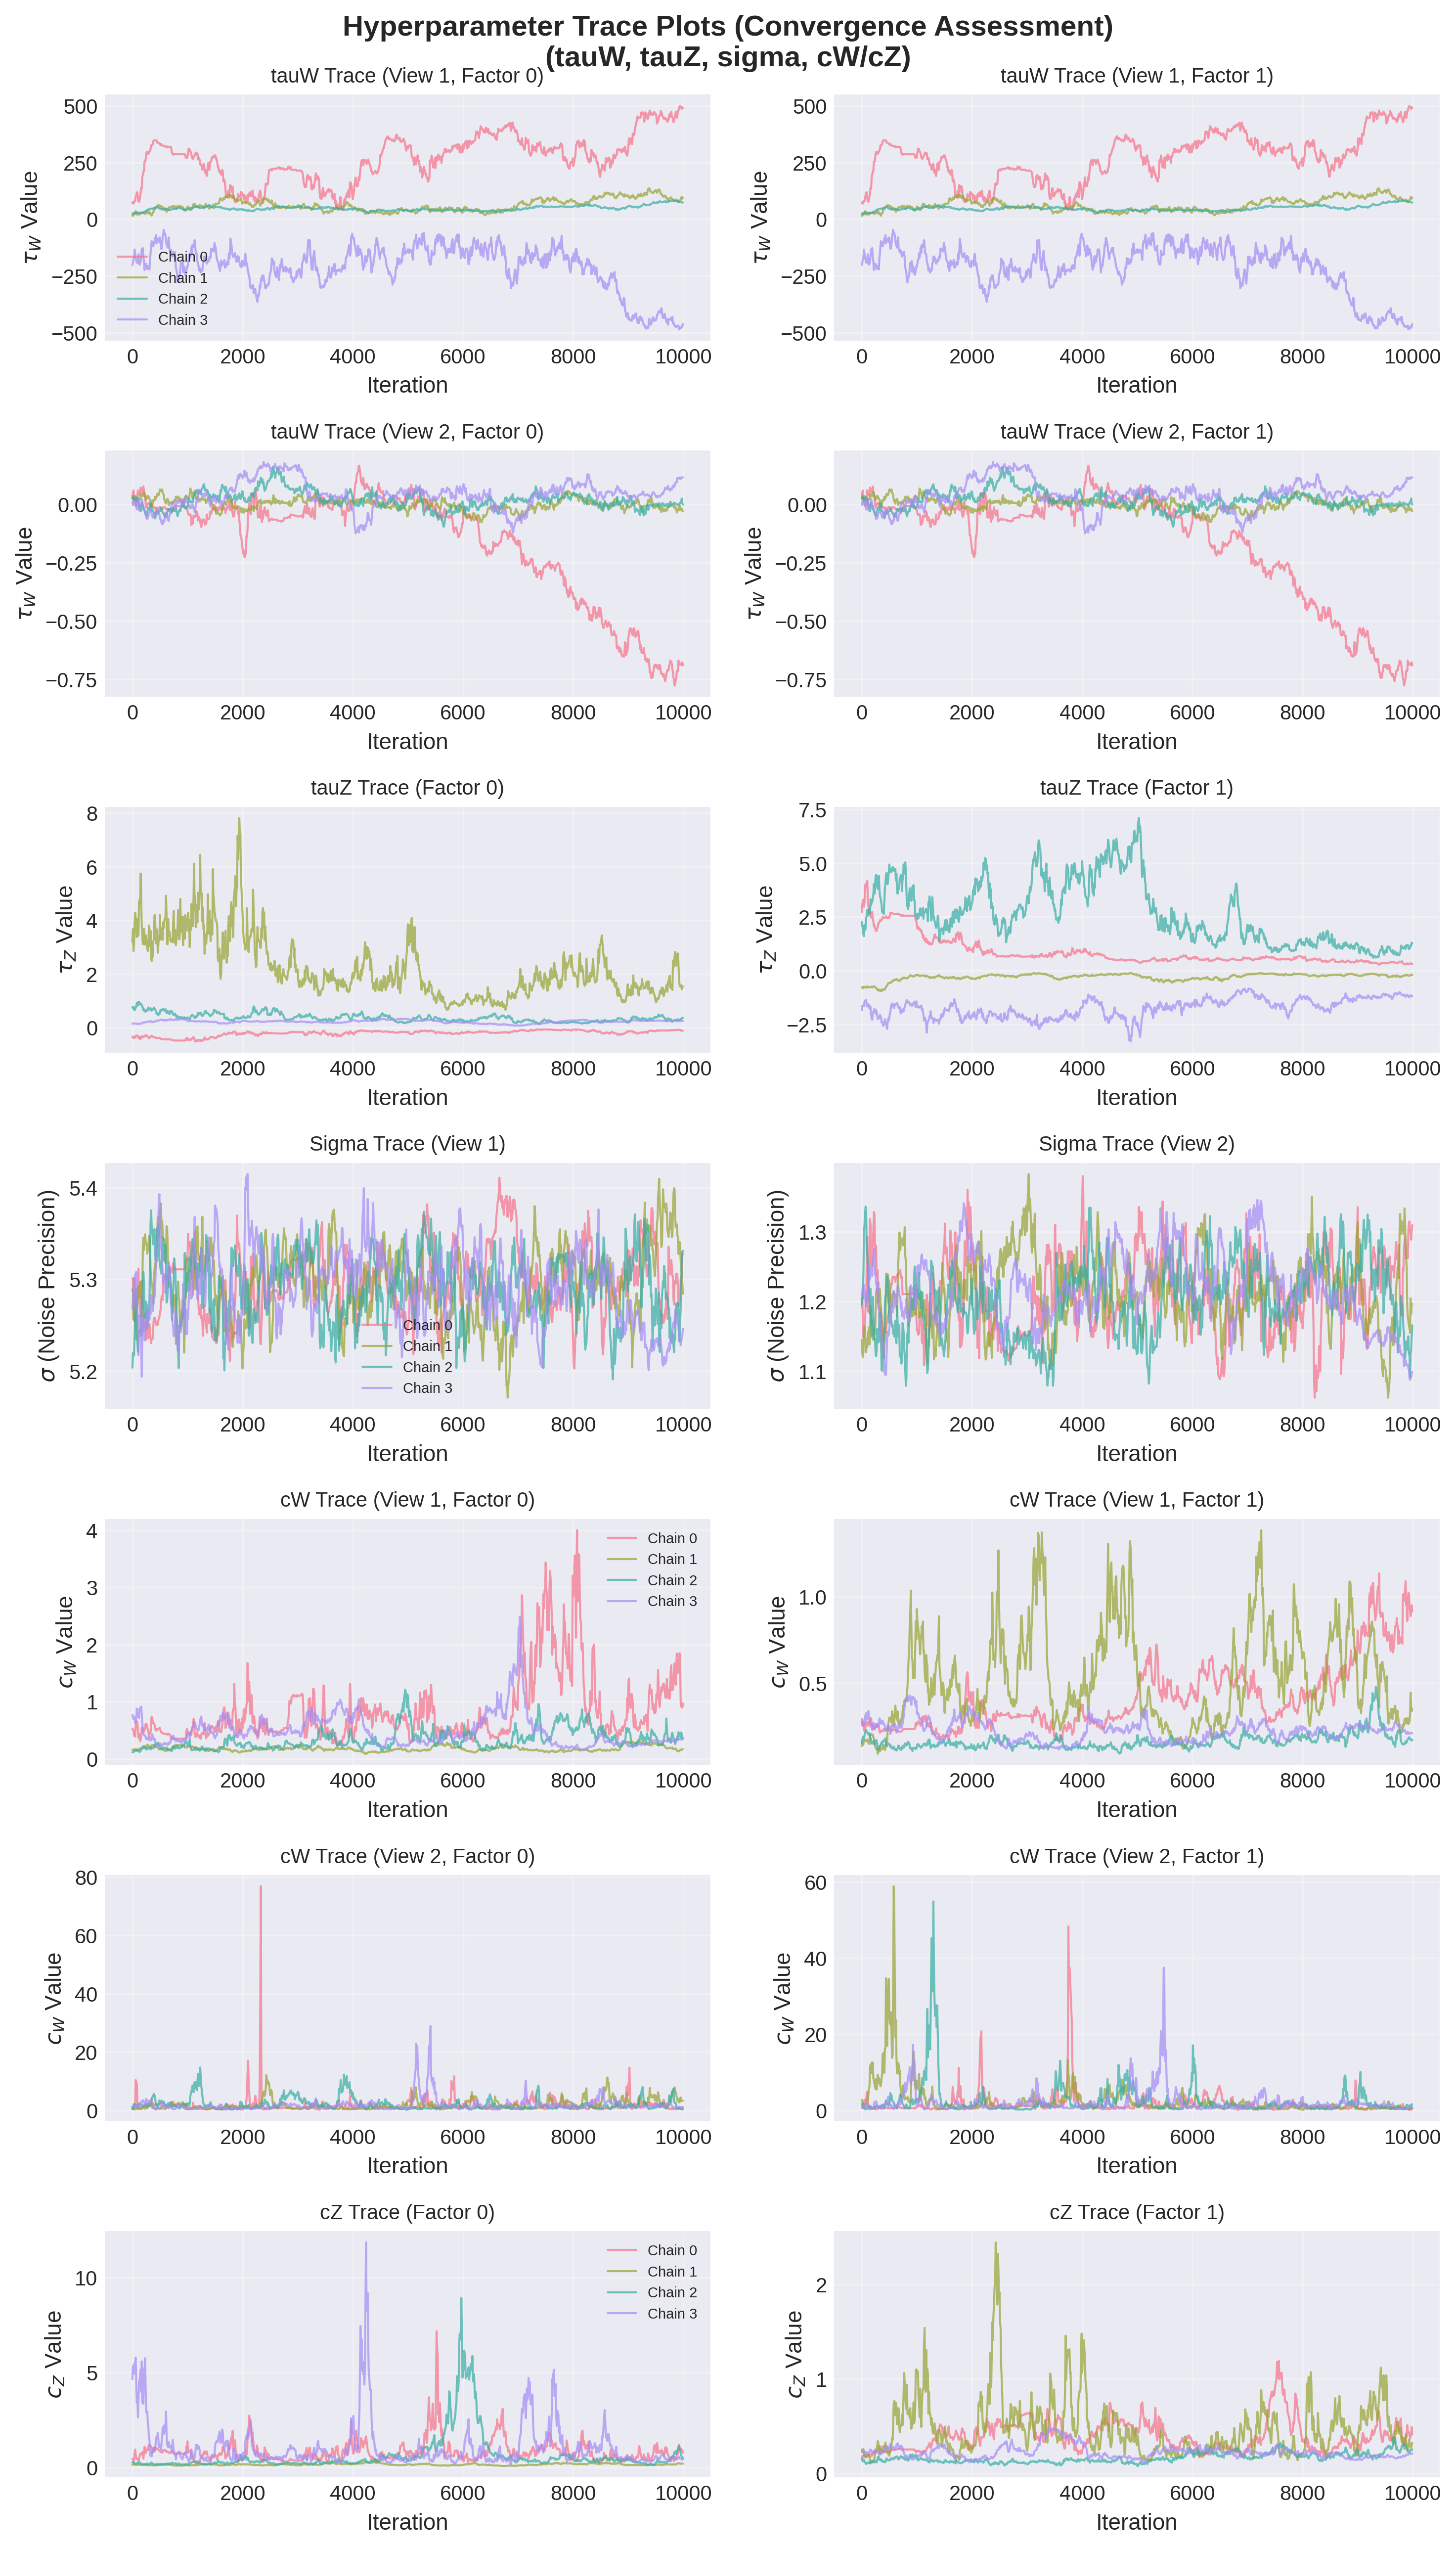 Hyperparameter Trace Plots (Convergence Assessment)
(tauW, tauZ, sigma, cW/cZ)
tauW Trace (View 1, Factor 0)
500
250
0
−250
−500
τW Value
Chain 0
Chain 1
Chain 2
Chain 3
0 2000 4000 6000 8000 10000
Iteration
tauW Trace (View 1, Factor 1)
500
250
0
−250
−500
τW Value
0 2000 4000 6000 8000 10000
Iteration
tauW Trace (View 2, Factor 0)
0.00
−0.25
−0.50
−0.75
τW Value
0 2000 4000 6000 8000 10000
Iteration
tauW Trace (View 2, Factor 1)
0.00
−0.25
−0.50
−0.75
τW Value
0 2000 4000 6000 8000 10000
Iteration
tauZ Trace (Factor 0)
8
6
4
2
0
τZ Value
0 2000 4000 6000 8000 10000
Iteration
tauZ Trace (Factor 1)
7.5
5.0
2.5
0.0
−2.5
τZ Value
0 2000 4000 6000 8000 10000
Iteration
Sigma Trace (View 1)
5.4
5.3
5.2
σ (Noise Precision)
Chain 0
Chain 1
Chain 2
Chain 3
0 2000 4000 6000 8000 10000
Iteration
Sigma Trace (View 2)
1.3
1.2
1.1
σ (Noise Precision)
0 2000 4000 6000 8000 10000
Iteration
cW Trace (View 1, Factor 0)
4
3
2
1
0
cW Value
Chain 0
Chain 1
Chain 2
Chain 3
0 2000 4000 6000 8000 10000
Iteration
cW Trace (View 1, Factor 1)
1.0
0.5
cW Value
0 2000 4000 6000 8000 10000
Iteration
cW Trace (View 2, Factor 0)
80
60
40
20
0
cW Value
0 2000 4000 6000 8000 10000
Iteration
cW Trace (View 2, Factor 1)
60
40
20
0
cW Value
0 2000 4000 6000 8000 10000
Iteration
cZ Trace (Factor 0)
10
5
0
cZ Value
Chain 0
Chain 1
Chain 2
Chain 3
0 2000 4000 6000 8000 10000
Iteration
cZ Trace (Factor 1)
2
1
0
cZ Value
0 2000 4000 6000 8000 10000
Iteration